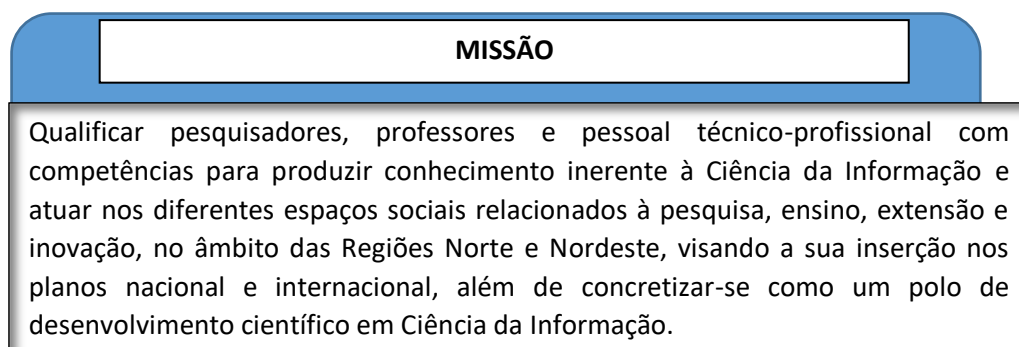 MISSÃO
Qualificar pesquisadores, professores e pessoal técnico-profissional com
competências para produzir conhecimento inerente à Ciência da Informação e
atuar nos diferentes espaços sociais relacionados à pesquisa, ensino, extensão e
inovação, no âmbito das Regiões Norte e Nordeste, visando a sua inserção nos
planos nacional e internacional, além de concretizar-se como um polo de
desenvolvimento científico em Ciência da Informação.